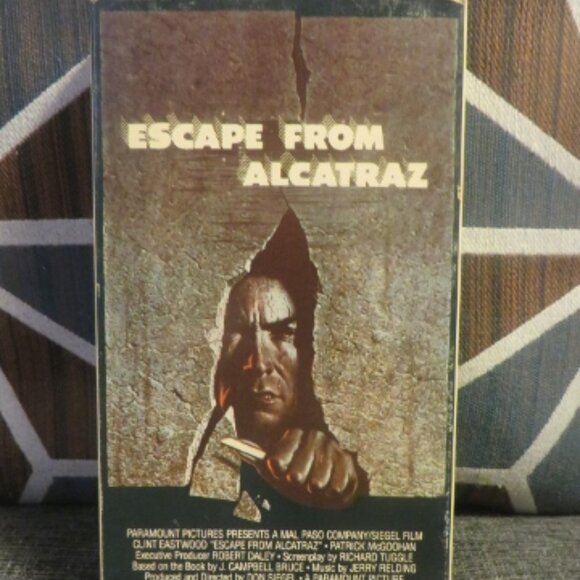 ESCAPE FROM
ALCATRAZ
PARAMOUNT PICTURES PRESENTS A MAL PASO COMPANY/SIEGEL FILM
CLINT EASTWOOD "ESCAPE FROM ALCATRAZ" • PATRICK McGOOHAN
Executive Producer ROBERT DALEY • Screenplay by RICHARD TUGGLE
Based on the Book by J. CAMPBELL BRUCE • Music by JERRY FIELDING
Produced and Directed by DON SIEGEL • A PARAMOUNT PICTURE